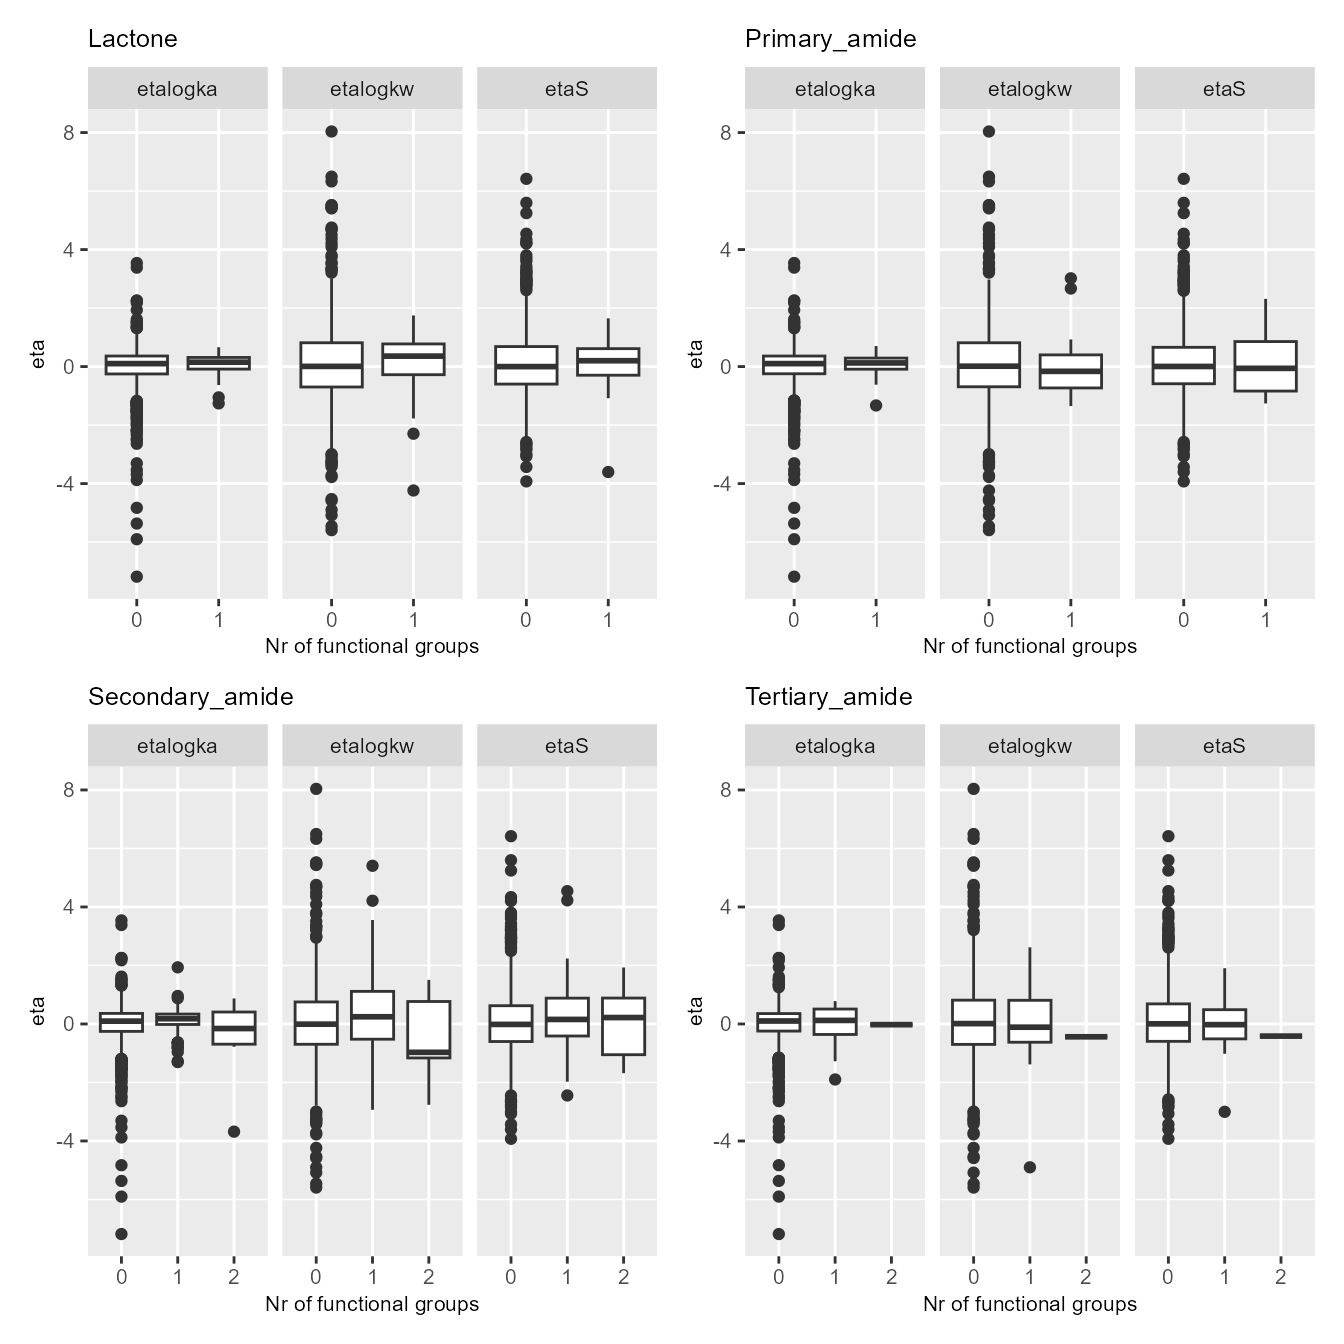 Lactone
etalogka etalogkw etaS
eta
8
4
0
-4
0 1 0 1 0 1
Nr of functional groups
Primary_amide
etalogka etalogkw etaS
eta
8
4
0
-4
0 1 0 1 0 1
Nr of functional groups
Secondary_amide
etalogka etalogkw etaS
eta
8
4
0
-4
0 1 2 0 1 2 0 1 2
Nr of functional groups
Tertiary_amide
etalogka etalogkw etaS
eta
8
4
0
-4
0 1 2 0 1 2 0 1 2
Nr of functional groups